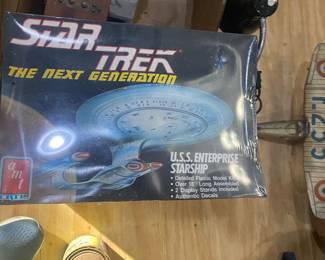 STAR TREK
THE NEXT GENERATION
U.S.S. ENTERPRISE
STARSHIP
• Detailed Plastic Model Kit
• Over 18" Long Assembled
• 2 Display Stands Included
• Authentic Decals
amt
ERTL